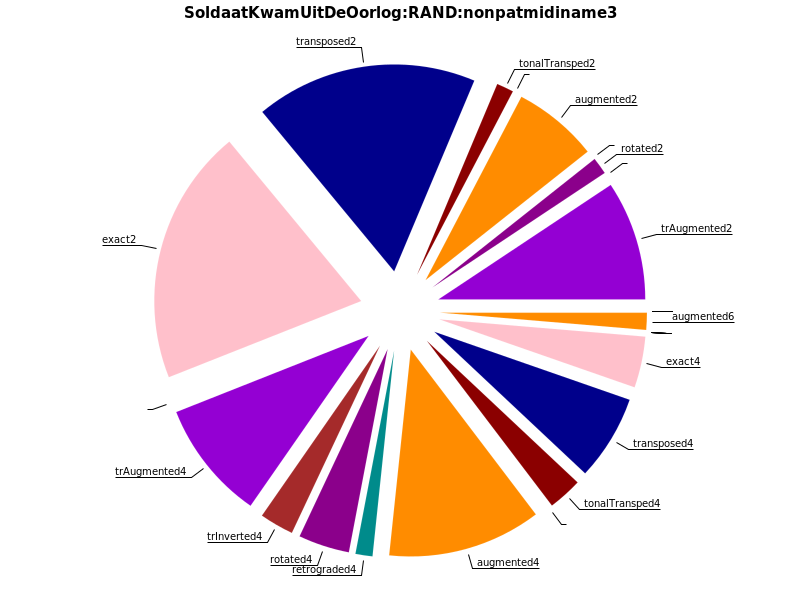 SoldaatKwamUitDeOorlog:RAND:nonpatmidiname3
transposed2
tonalTransped2
augmented2
rotated2
trAugmented2
exact2
augmented6
exact4
transposed4
tonalTransped4
trAugmented4
trInverted4
rotated4
retrograded4
augmented4